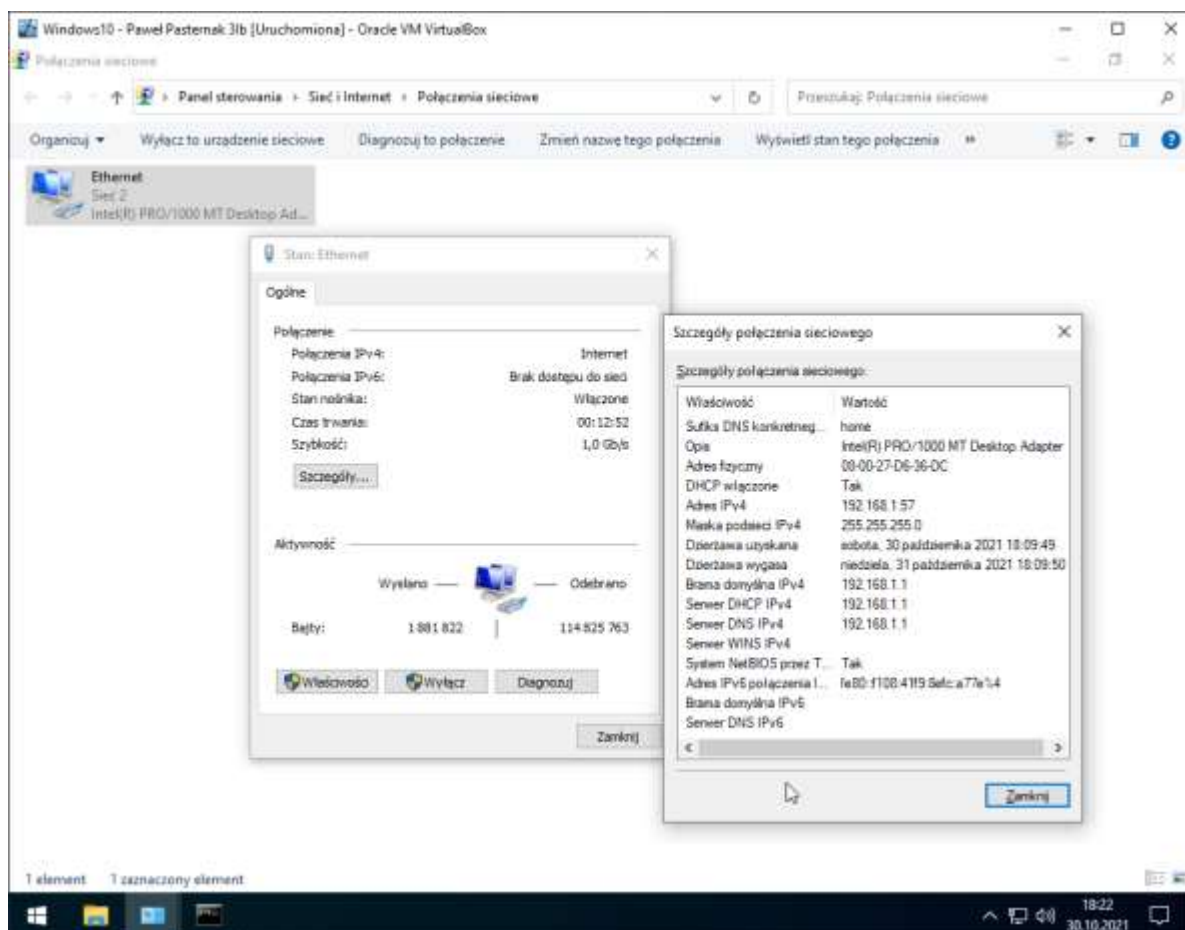 Windows10 - Paweł Pasternak 3lb [Uruchomiona] - Oracle VM VirtualBox
Połączenia sieciowe
Panel sterowania › Sieć i Internet › Połączenia sieciowe
Przeszukaj: Połączenia sieciowe
Organizuj Wyłącz to urządzenie sieciowe Diagnozuj to połączenie Zmień nazwę tego połączenia Wyświetl stan tego połączenia »
Ethernet
Sieć 2
Intel(R) PRO/1000 MT Desktop Ad...
Stan: Ethernet
Ogólne
Połączenie
Połączenia IPv4: Internet
Połączenia IPv6: Brak dostępu do sieci
Stan nośnika: Włączone
Czas trwania: 00:12:52
Szybkość: 1,0 Gb/s
Szczegóły...
Aktywność
Wysłano — — Odebrano
Bajty: 1 881 822 | 114 825 763
Właściwości Wyłącz Diagnozuj
Zamknij
Szczegóły połączenia sieciowego
Szczegóły połączenia sieciowego:
Właściwość Wartość
Sufiks DNS konkretneg... home
Opis Intel(R) PRO/1000 MT Desktop Adapter
Adres fizyczny 08-00-27-D6-36-DC
DHCP włączone Tak
Adres IPv4 192.168.1.57
Maska podsieci IPv4 255.255.255.0
Dzierżawa uzyskana sobota, 30 października 2021 18:09:49
Dzierżawa wygasa niedziela, 31 października 2021 18:09:50
Brama domyślna IPv4 192.168.1.1
Serwer DHCP IPv4 192.168.1.1
Serwer DNS IPv4 192.168.1.1
Serwer WINS IPv4
System NetBIOS przez T... Tak
Adres IPv6 połączenia l...
Brama domyślna IPv6
Serwer DNS IPv6
Zamknij
1 element 1 zaznaczony element
18:22
30.10.2021